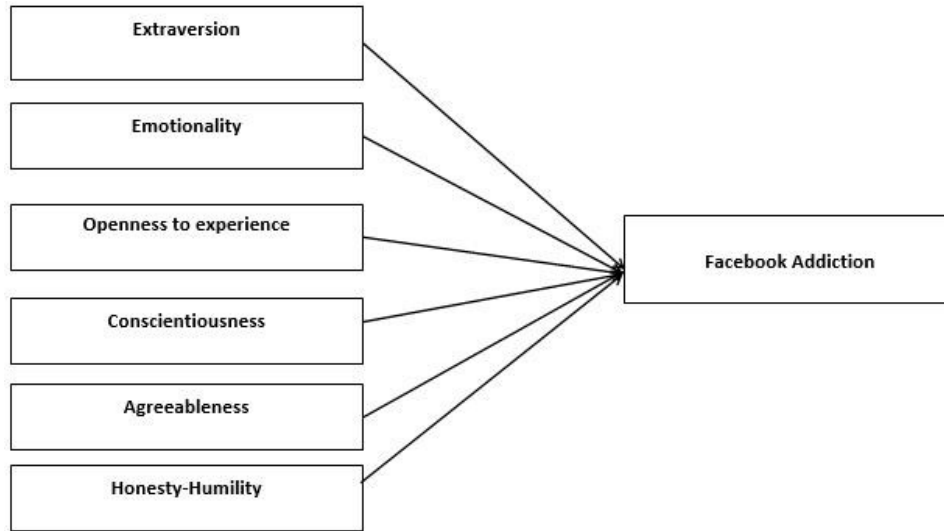 Extraversion
Emotionality
Openness to experience
Facebook Addiction
Conscientiousness
Agreeableness
Honesty-Humility